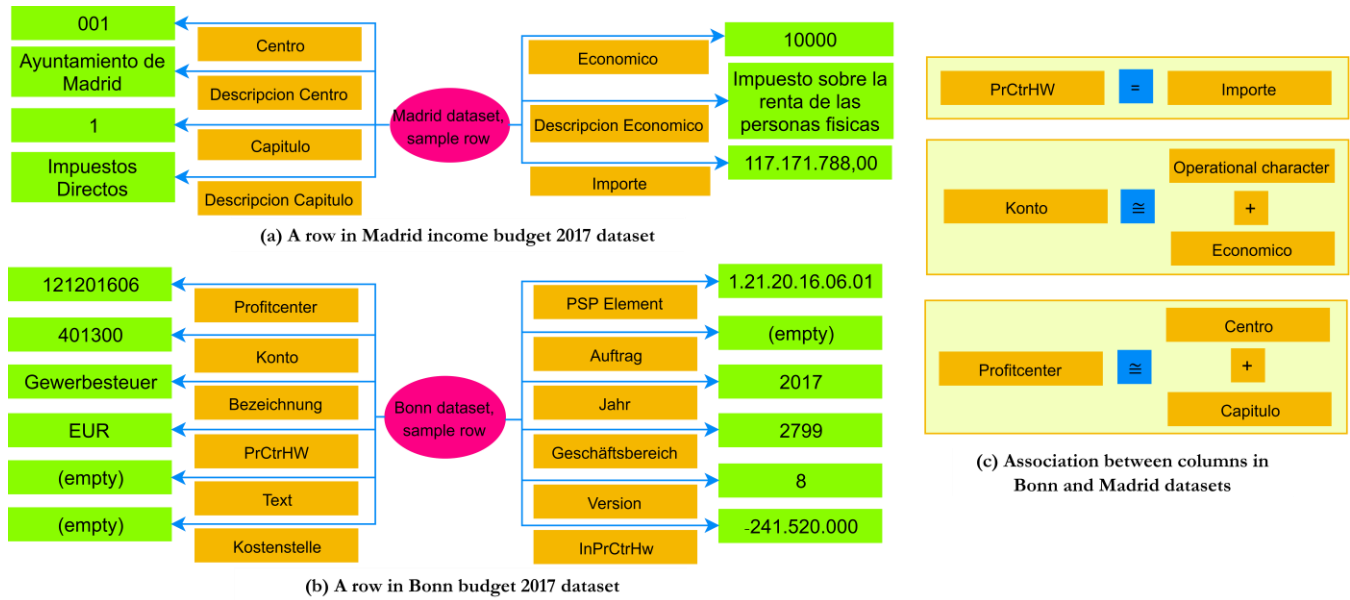 001
Centro
Ayuntamiento de
Madrid
Descripcion Centro
1
Capitulo
Impuestos
Directos
Descripcion Capitulo
Madrid dataset,
sample row
10000
Economico
Impuesto sobre la
renta de las
personas fisicas
Descripcion Economico
117.171.788,00
Importe
(a) A row in Madrid income budget 2017 dataset
121201606
Profitcenter
401300
Konto
Gewerbesteuer
Bezeichnung
EUR
PrCtrHW
(empty)
Text
(empty)
Kostenstelle
Bonn dataset,
sample row
1.21.20.16.06.01
PSP Element
(empty)
Auftrag
2017
Jahr
2799
Geschäftsbereich
8
Version
-241.520.000
InPrCtrHw
(b) A row in Bonn budget 2017 dataset
PrCtrHW = Importe
Operational character
Konto ≅ +
Economico
Centro
Profitcenter ≅ +
Capitulo
(c) Association between columns in
Bonn and Madrid datasets